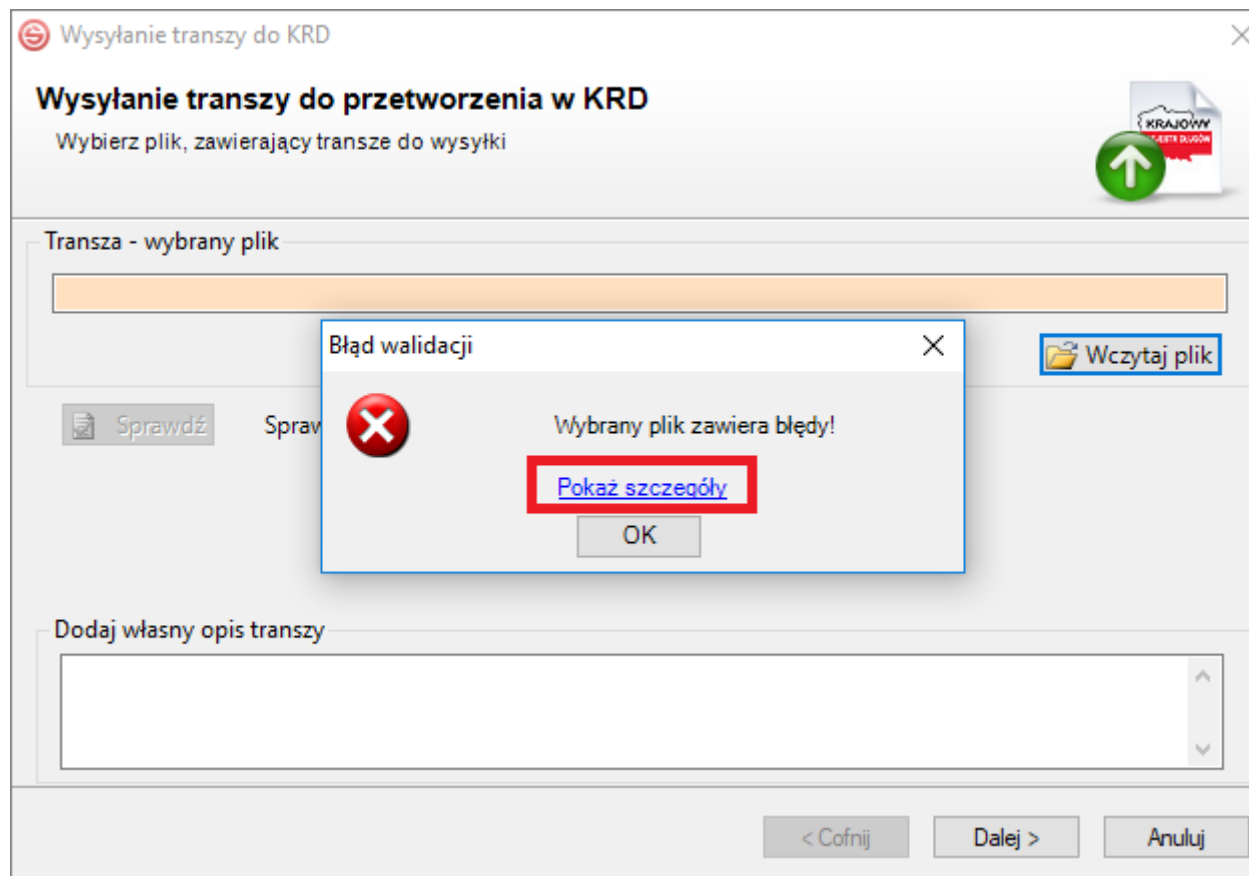 Wysyłanie transzy do KRD
Wysyłanie transzy do przetworzenia w KRD
Wybierz plik, zawierający transze do wysyłki
KRAJOWY
Transza - wybrany plik
Wczytaj plik
Sprawdź
Spraw
Błąd walidacji
Wybrany plik zawiera błędy!
Pokaż szczegóły
OK
Dodaj własny opis transzy
< Cofnij
Dalej >
Anuluj